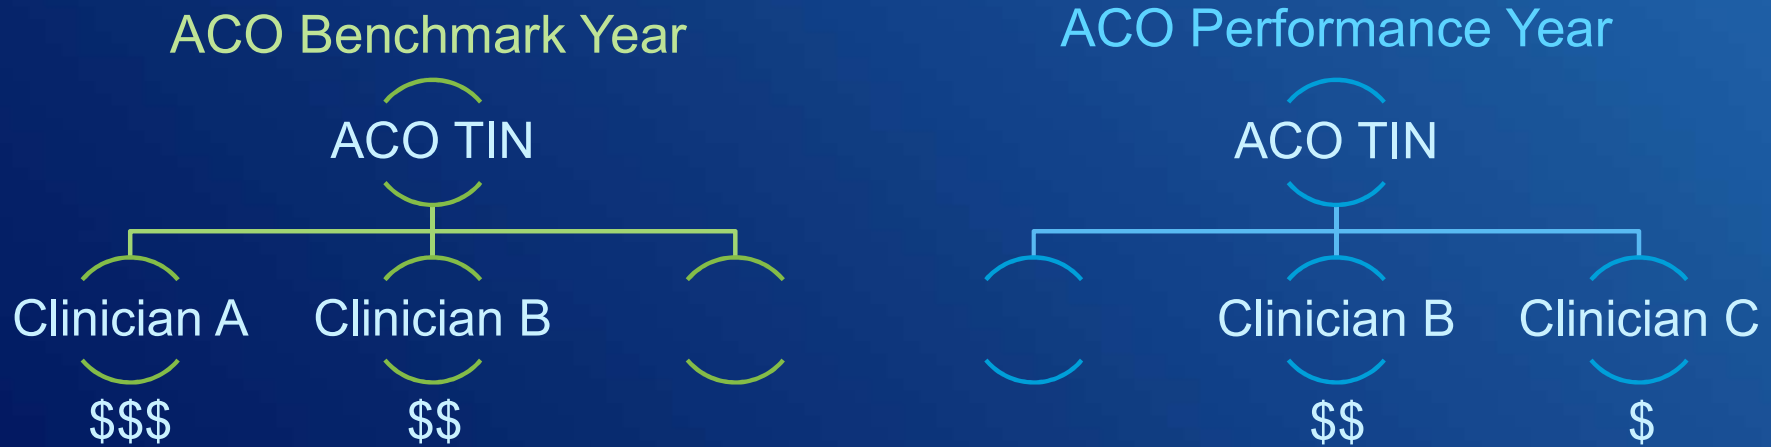 ACO Benchmark Year
ACO TIN
Clinician A
Clinician B
$$$
$$
ACO Performance Year
ACO TIN
Clinician B
Clinician C
$$
$